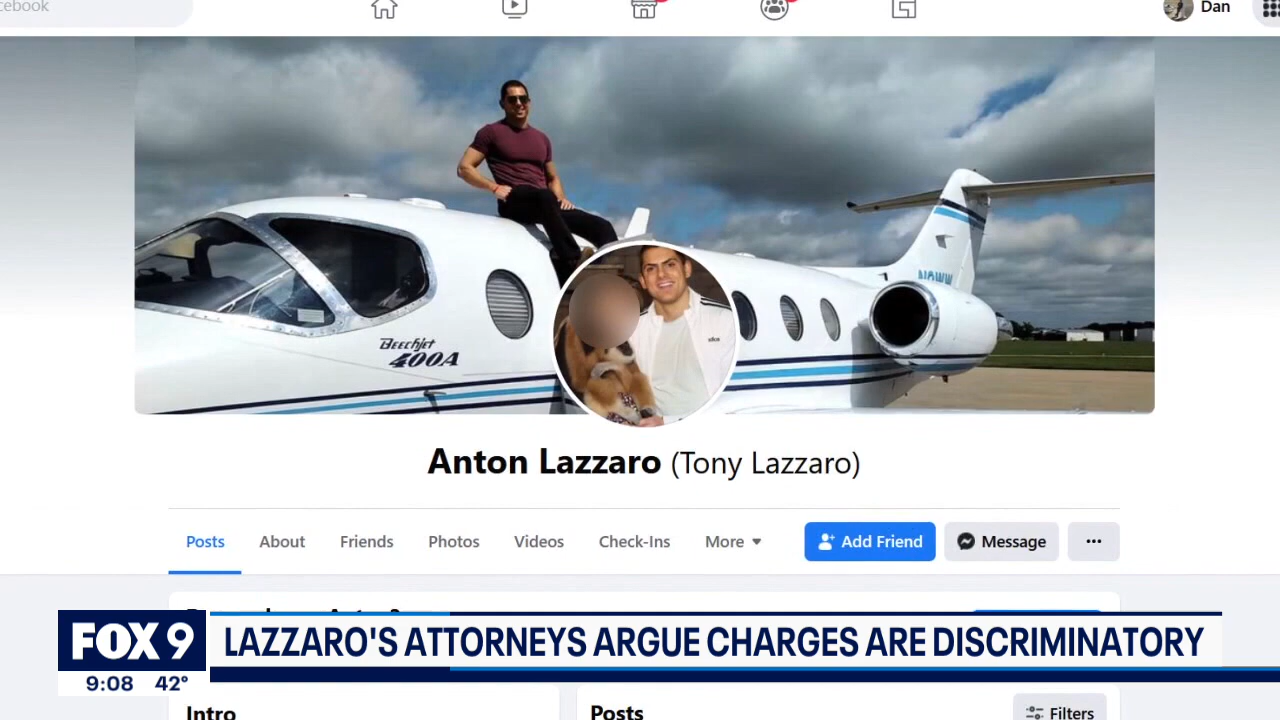 cebook
Dan
Beechjet
400A
Anton Lazzaro (Tony Lazzaro)
Posts About Friends Photos Videos Check-Ins More
Add Friend Message
FOX 9
LAZZARO'S ATTORNEYS ARGUE CHARGES ARE DISCRIMINATORY
9:08 42°
Intro
Posts
Filters